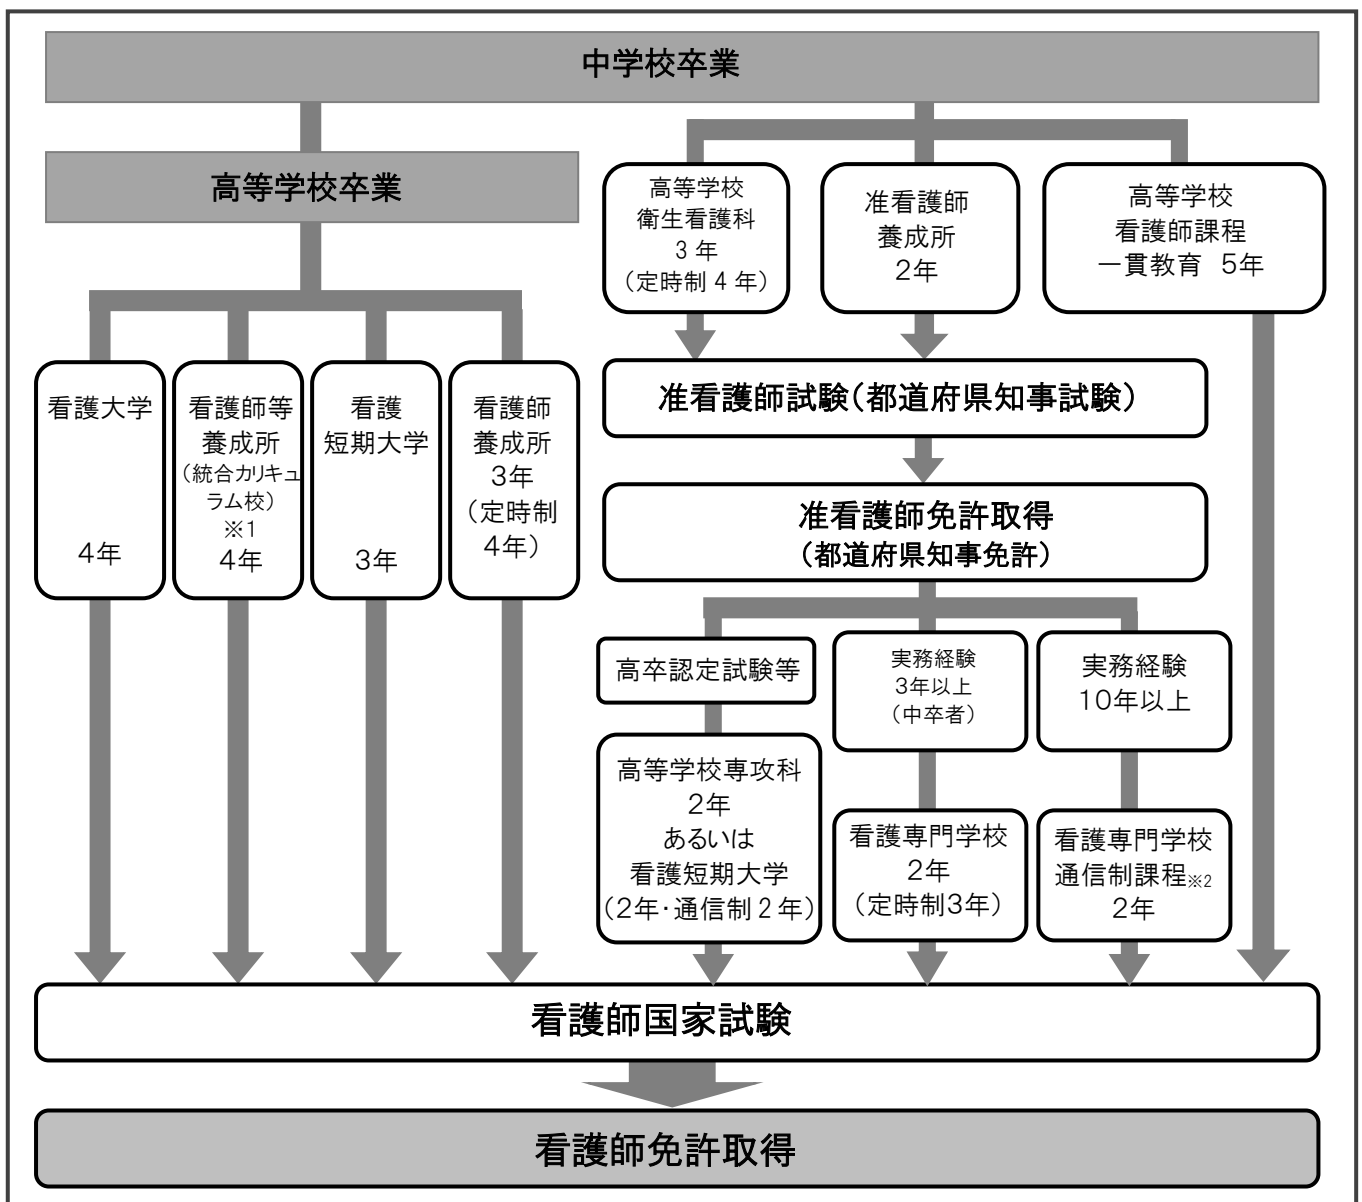 中学校卒業
高等学校卒業
高等学校
衛生看護科
3 年
（定時制 4 年）
准看護師
養成所
2年
高等学校
看護師課程
一貫教育 5年
看護大学
4年
看護師等
養成所
（統合カリキュ
ラム校）
※1
4年
看護
短期大学
3年
看護師
養成所
3年
（定時制
4年）
准看護師試験（都道府県知事試験）
准看護師免許取得
（都道府県知事免許）
高卒認定試験等
高等学校専攻科
2年
あるいは
看護短期大学
（2年・通信制 2 年）
実務経験
3年以上
（中卒者）
看護専門学校
2年
（定時制3年）
実務経験
10年以上
看護専門学校
通信制課程※2
2年
看護師国家試験
看護師免許取得